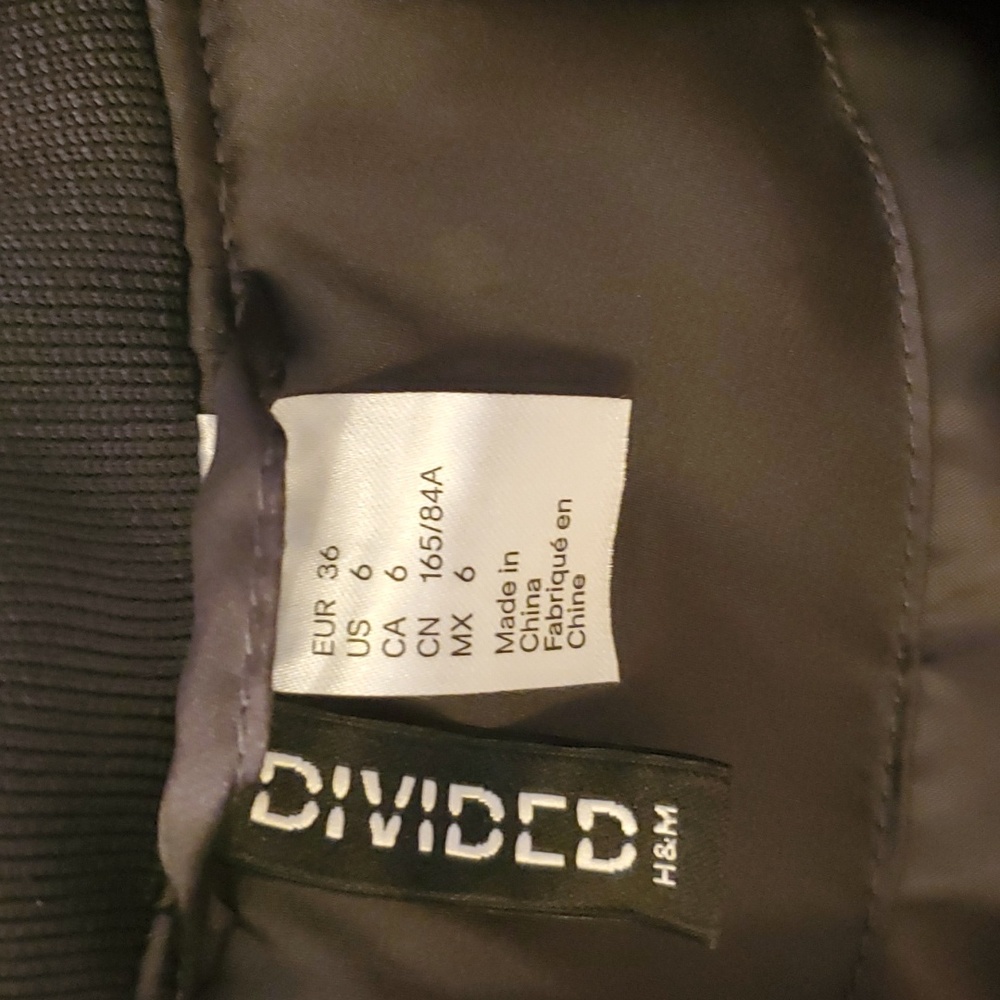 EUR 36
US 6
CA 6
CN 165/84A
MX 6
Made in
China
Fabriqué en
Chine
DIVIDED
H&M